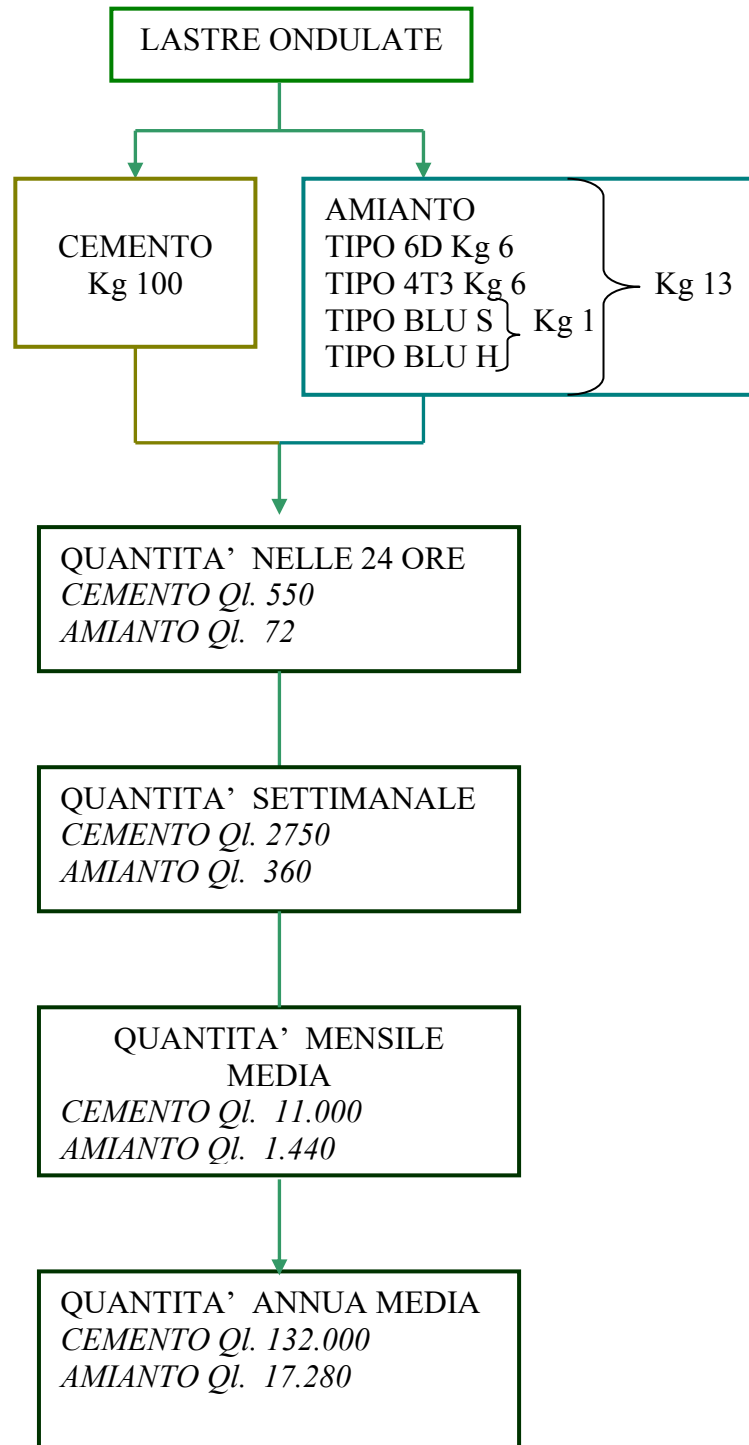 LASTRE ONDULATE
CEMENTO
Kg 100
AMIANTO
TIPO 6D Kg 6
TIPO 4T3 Kg 6
TIPO BLU S
TIPO BLU H
Kg 1
Kg 13
QUANTITA’ NELLE 24 ORE
CEMENTO Ql. 550
AMIANTO Ql. 72
QUANTITA’ SETTIMANALE
CEMENTO Ql. 2750
AMIANTO Ql. 360
QUANTITA’ MENSILE
MEDIA
CEMENTO Ql. 11.000
AMIANTO Ql. 1.440
QUANTITA’ ANNUA MEDIA
CEMENTO Ql. 132.000
AMIANTO Ql. 17.280